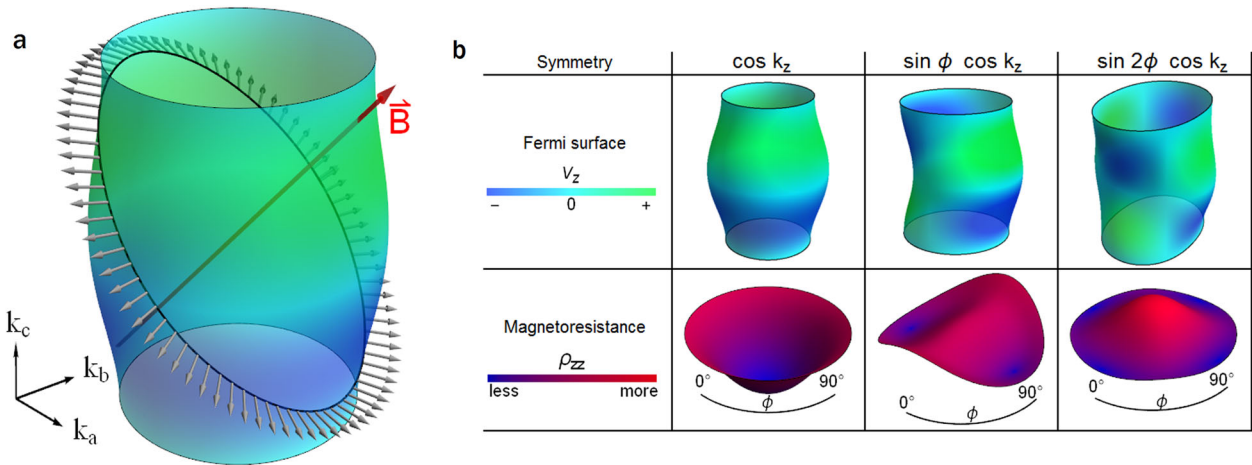 a
B
k_c
k_b
k_a
b
Symmetry
cos k_z
sin ϕ cos k_z
sin 2ϕ cos k_z
Fermi surface
V_z
− 0 +
Magnetoresistance
ρ_zz
less more
0° 90°
ϕ
0° 90°
ϕ
0° 90°
ϕ